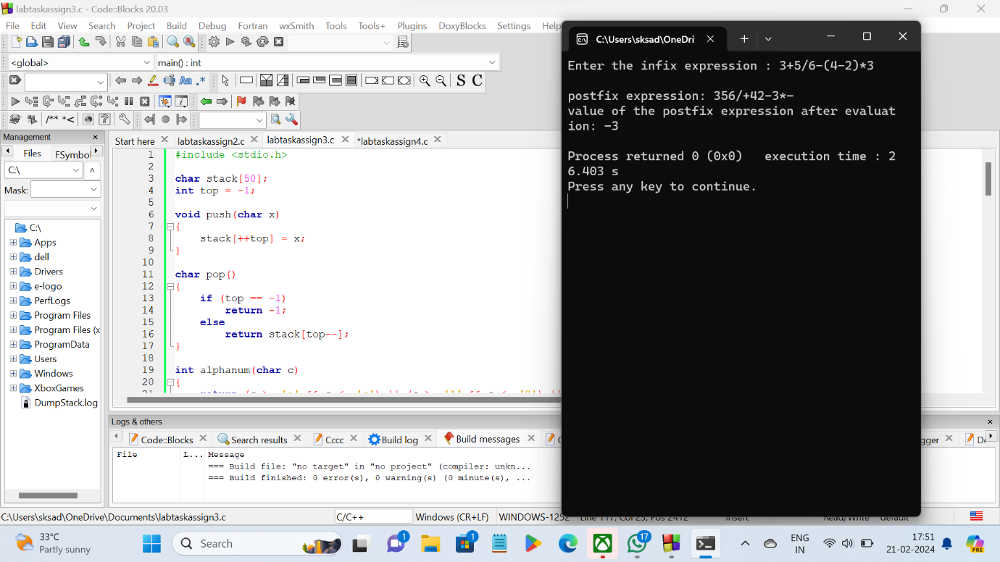 labtaskassign3.c - Code::Blocks 20.03
File Edit View Search Project Build Debug Fortran wxSmith Tools Tools+ Plugins DoxyBlocks Settings Help
<global> main() : int
S C
Management
Files FSymbol
C:\
Mask:
C:\
Apps
dell
Drivers
e-logo
PerfLogs
Program Files
Program Files (x
ProgramData
Users
Windows
XboxGames
DumpStack.log
Start here labtaskassign2.c labtaskassign3.c *labtaskassign4.c
1 #include <stdio.h>
2
3 char stack[50];
4 int top = -1;
5
6 void push(char x)
7 {
8 stack[++top] = x;
9 }
10
11 char pop()
12 {
13 if (top == -1)
14 return -1;
15 else
16 return stack[top--];
17 }
18
19 int alphanum(char c)
20 {
C:\Users\sksad\OneDri
Enter the infix expression : 3+5/6-(4-2)*3
postfix expression: 356/+42-3*-
value of the postfix expression after evaluat
ion: -3
Process returned 0 (0x0) execution time : 2
6.403 s
Press any key to continue.
Logs & others
Code::Blocks Search results Cccc Build log Build messages gger
File L... Message
=== Build file: "no target" in "no project" (compiler: unkn...
=== Build finished: 0 error(s), 0 warning(s) (0 minute(s), ...
C:\Users\sksad\OneDrive\Documents\labtaskassign3.c C/C++ Windows (CR+LF) WINDOWS-1252 Line 117, Col 25, Pos 2412 Insert Read/Write default
33°C
Partly sunny
Search
1
1
17
ENG
IN
17:51
21-02-2024
PRE